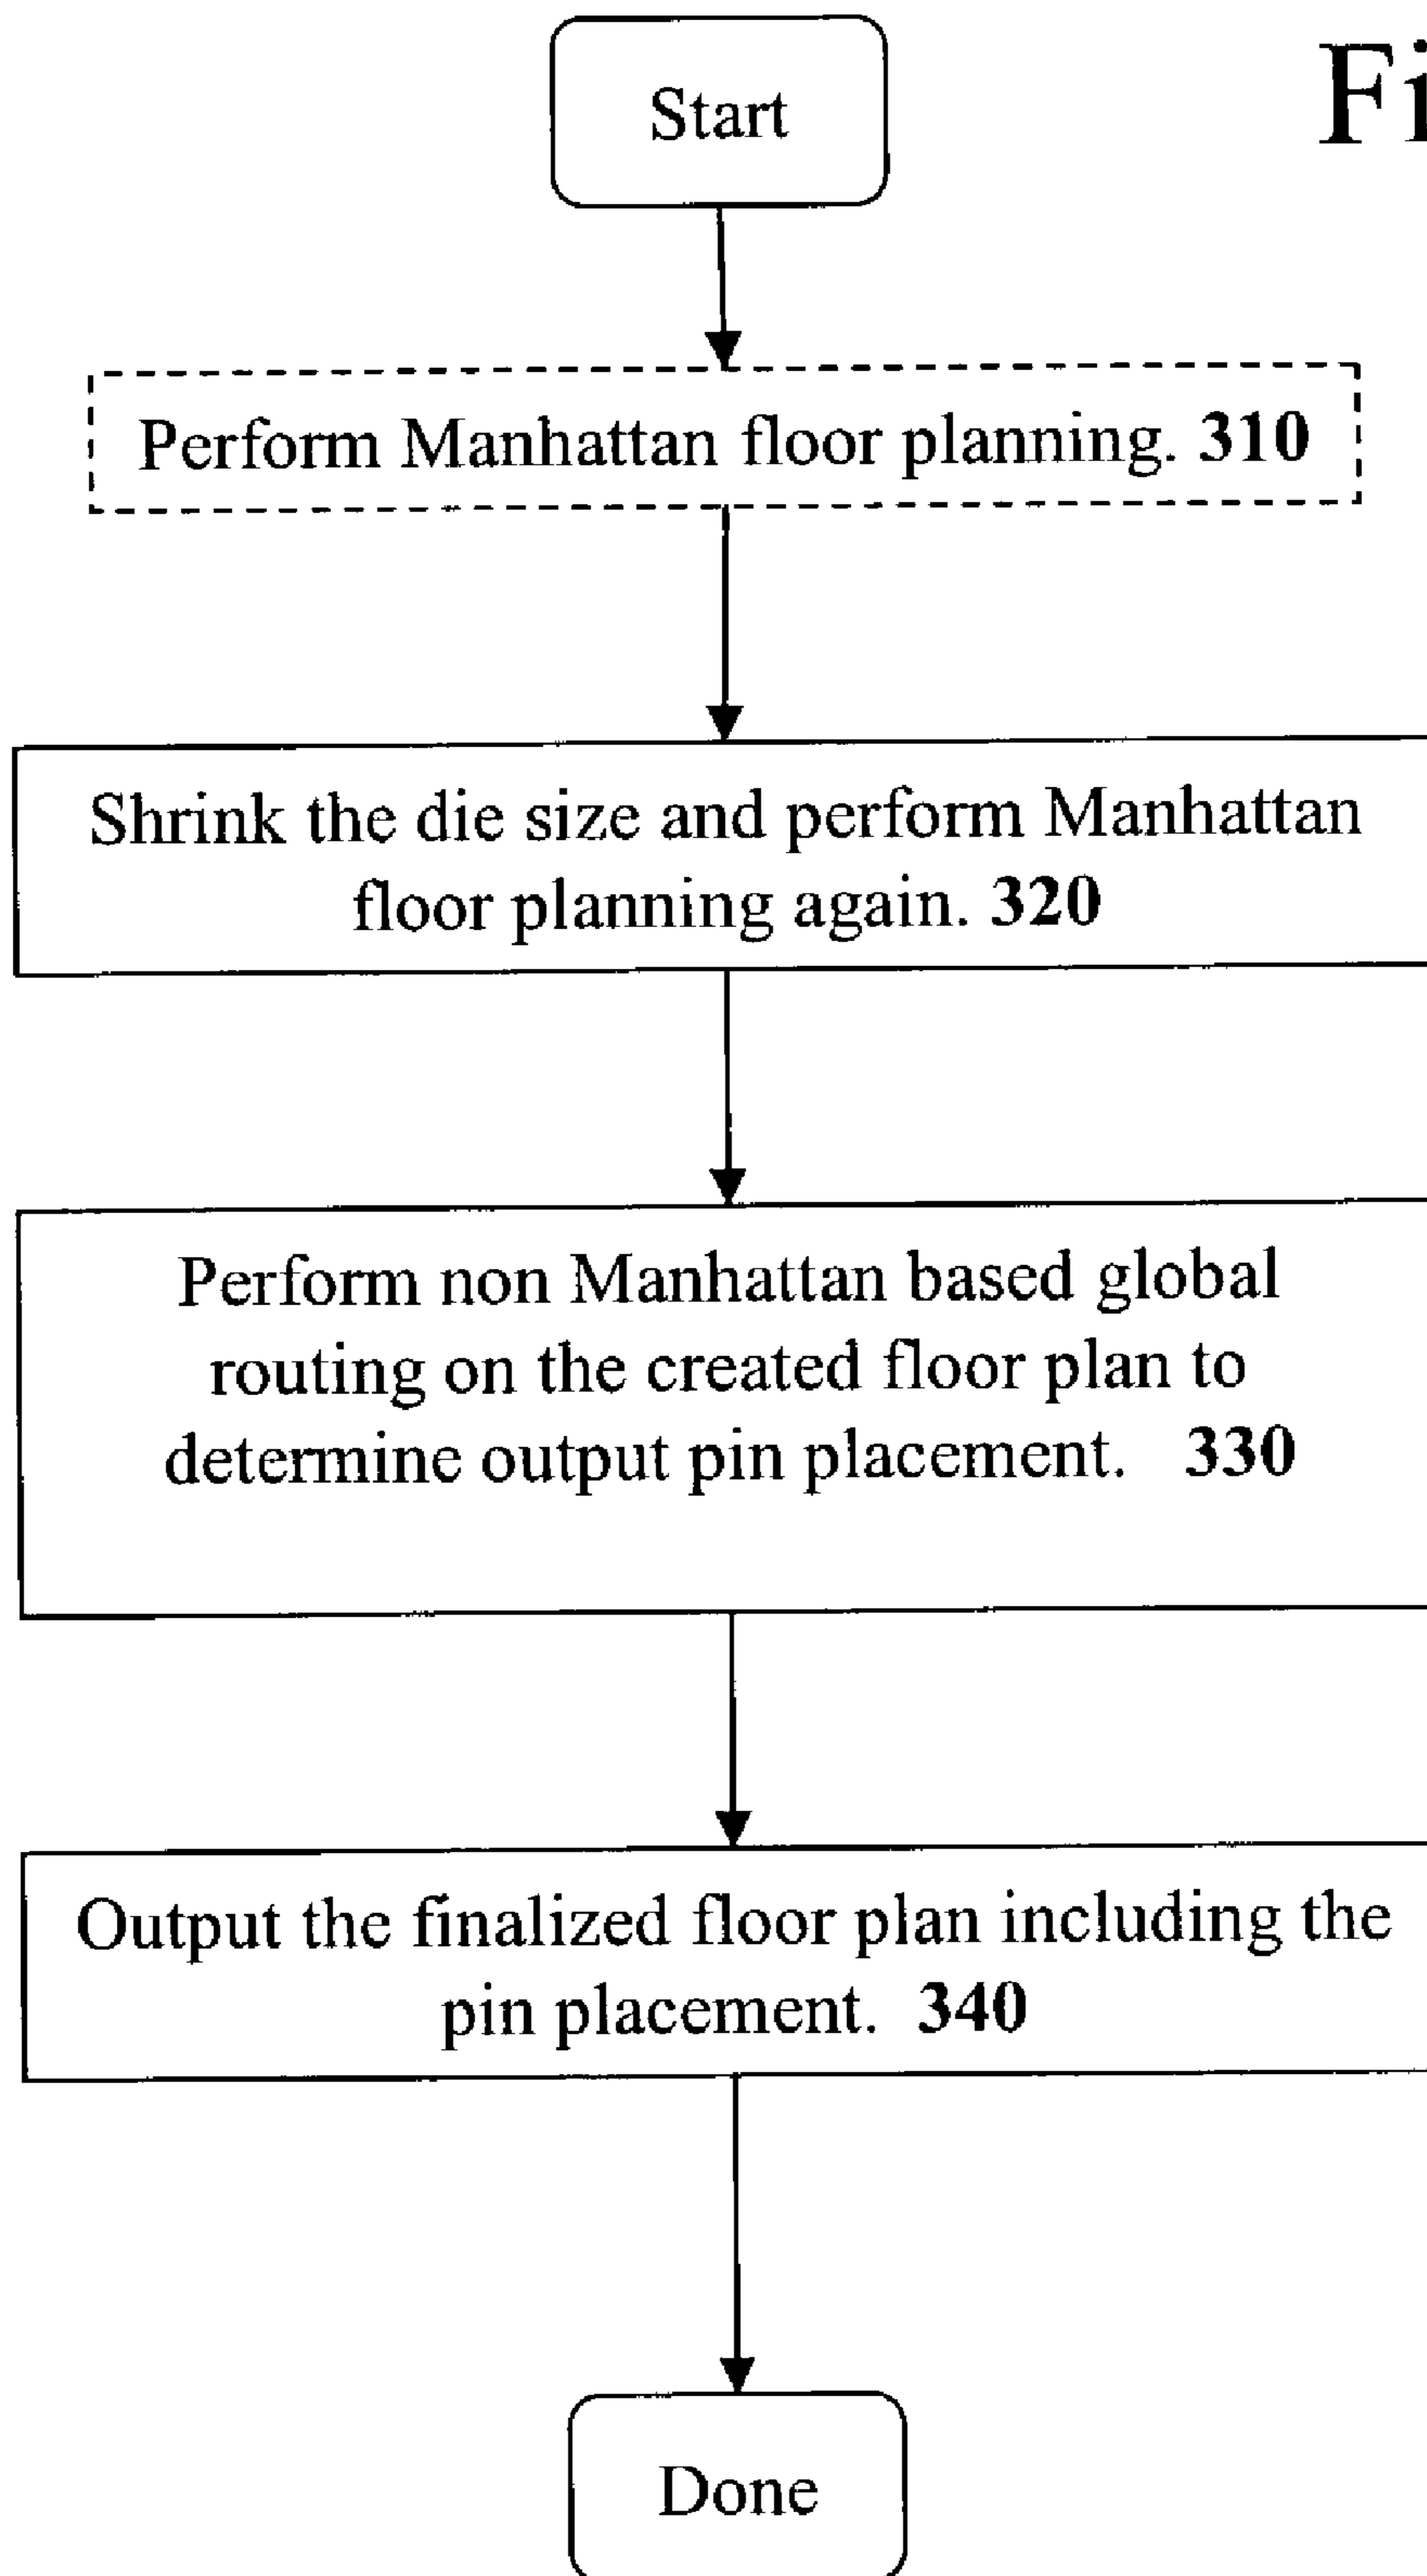 Start
Fi
Perform Manhattan floor planning. 310
Shrink the die size and perform Manhattan
floor planning again. 320
Perform non Manhattan based global
routing on the created floor plan to
determine output pin placement. 330
Output the finalized floor plan including the
pin placement. 340
Done